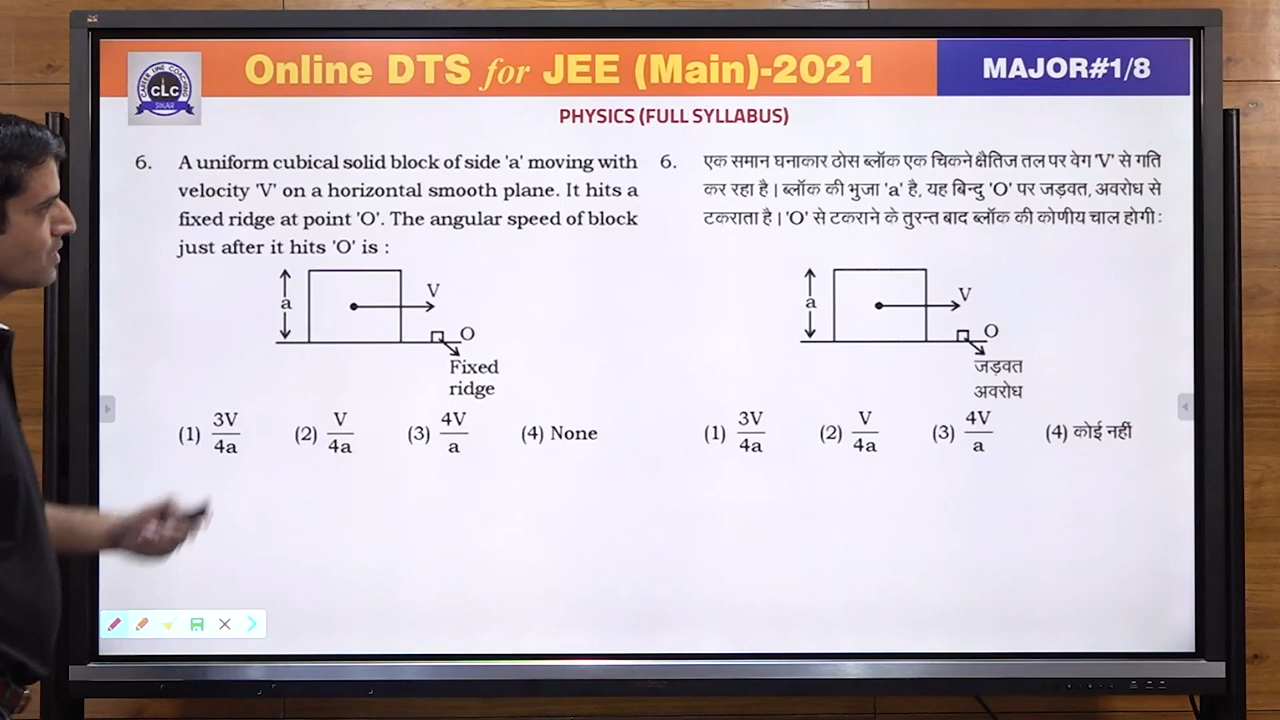 Online DTS for JEE (Main)-2021
MAJOR#1/8
CAREER LINE COACHING
CLC
SIKAR
PHYSICS (FULL SYLLABUS)
6. A uniform cubical solid block of side 'a' moving with
velocity 'V' on a horizontal smooth plane. It hits a
fixed ridge at point 'O'. The angular speed of block
just after it hits 'O' is :
a
V
O
Fixed
ridge
(1) 3V/4a (2) V/4a (3) 4V/a (4) None
6. एक समान घनाकार ठोस ब्लॉक एक चिकने क्षैतिज तल पर वेग 'V' से गति
कर रहा है। ब्लॉक की भुजा 'a' है, यह बिन्दु 'O' पर जड़वत, अवरोध से
टकराता है। 'O' से टकराने के तुरन्त बाद ब्लॉक की कोणीय चाल होगी :
a
V
O
जड़वत
अवरोध
(1) 3V/4a (2) V/4a (3) 4V/a (4) कोई नहीं